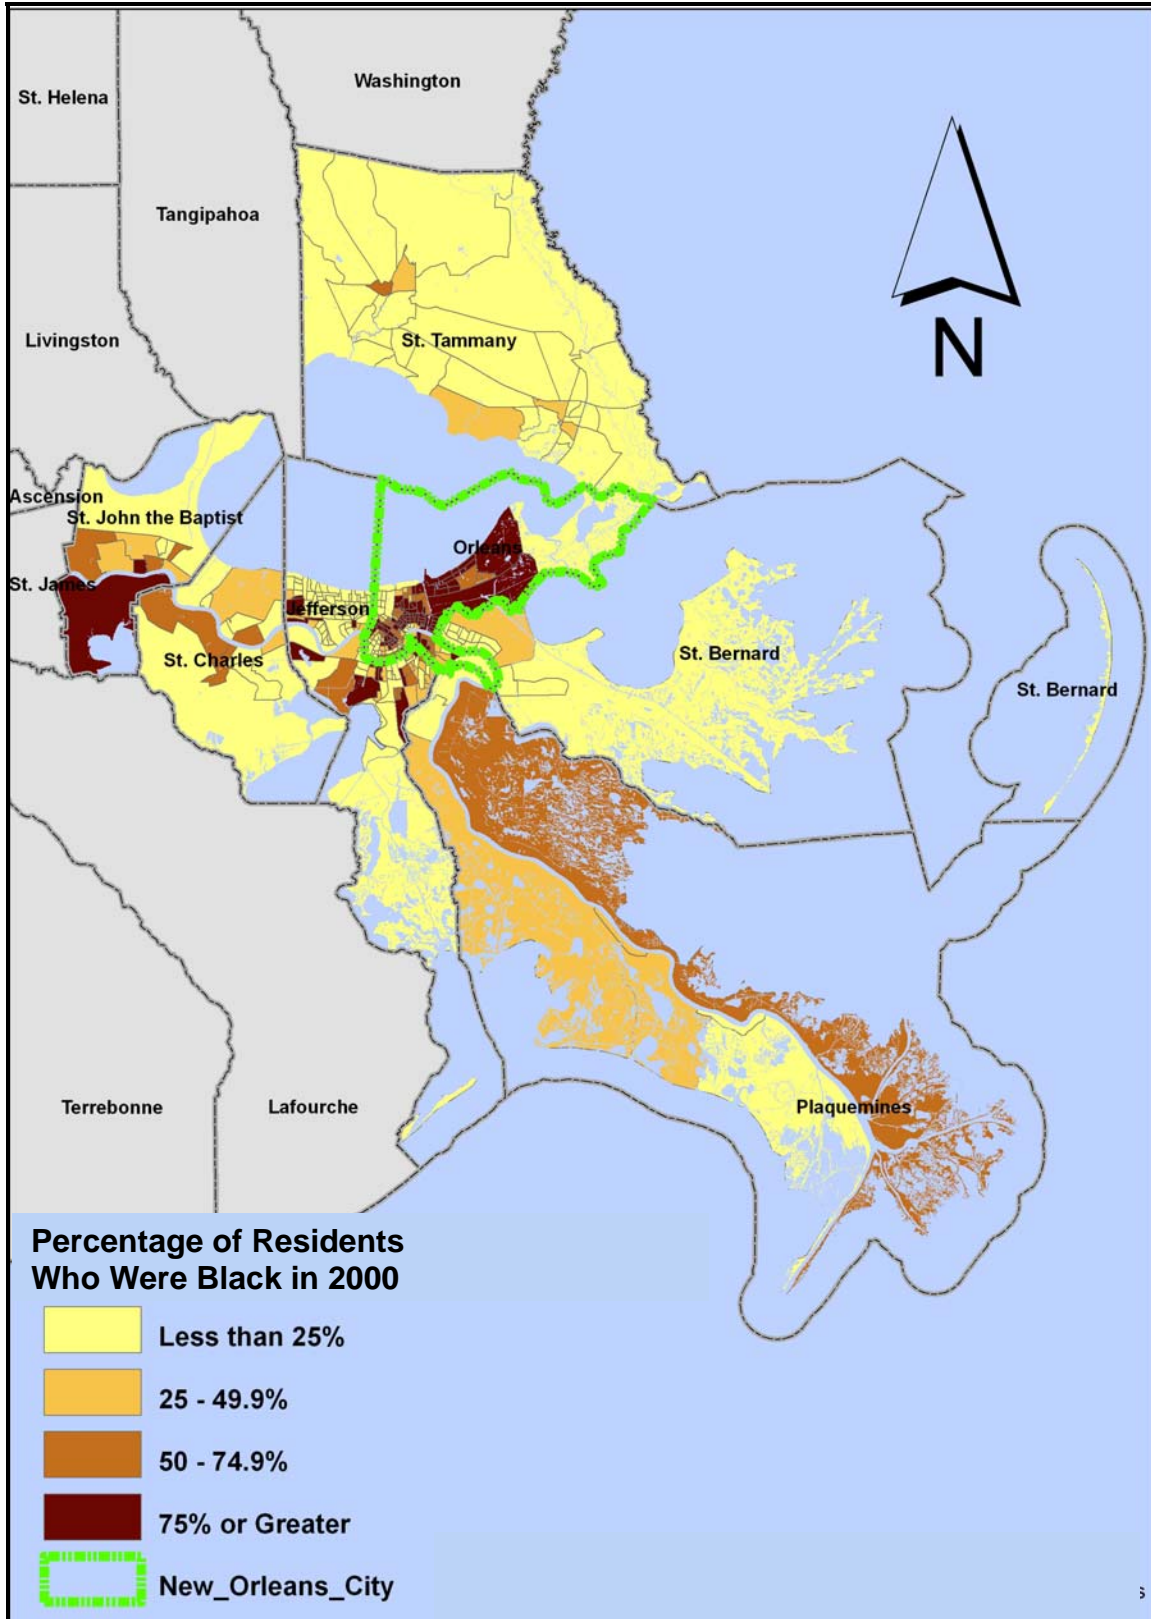 Washington
St. Helena
Tangipahoa
Livingston
St. Tammany
N
Ascension
St. John the Baptist
Orleans
St. James
Jefferson
St. Charles
St. Bernard
St. Bernard
Plaquemines
Terrebonne
Lafourche
Percentage of Residents
Who Were Black in 2000
Less than 25%
25 - 49.9%
50 - 74.9%
75% or Greater
New_Orleans_City
s